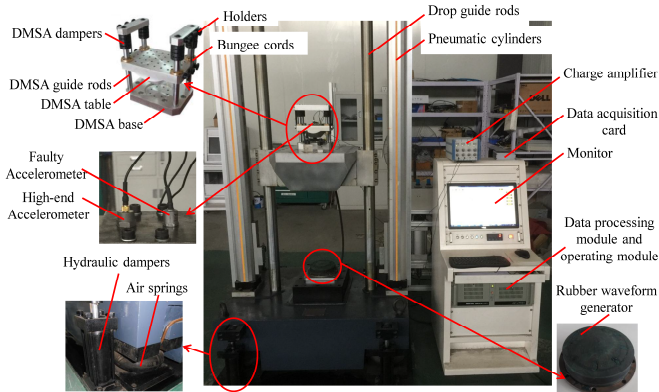 DMSA dampers
Holders
Bungee cords
DMSA guide rods
DMSA table
DMSA base
Faulty
Accelerometer
High-end
Accelerometer
Hydraulic dampers
Air springs
Drop guide rods
Pneumatic cylinders
Charge amplifier
DELL
Data acquisition
card
Monitor
Data processing
module and
operating module
Rubber waveform
generator